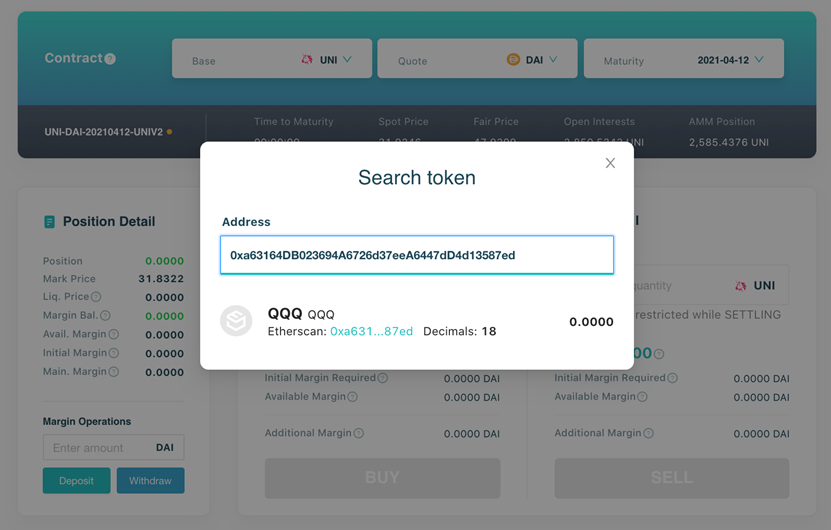 Contract
Base UNI
Quote DAI
Maturity 2021-04-12
UNI-DAI-20210412-UNIV2
Time to Maturity
Spot Price
Fair Price
Open Interests
AMM Position
2,585.4376 UNI
Search token
Address
0xa63164DB023694A6726d37eeA6447dD4d13587ed
QQQ QQQ
Etherscan: 0xa631...87ed Decimals: 18
0.0000
Position Detail
Position 0.0000
Mark Price 31.8322
Liq. Price 0.0000
Margin Bal. 0.0000
Avail. Margin 0.0000
Initial Margin 0.0000
Main. Margin 0.0000
Margin Operations
Enter amount DAI
Deposit Withdraw
Initial Margin Required 0.0000 DAI
Available Margin 0.0000 DAI
Additional Margin 0.0000 DAI
BUY
UNI
restricted while SETTLING
Initial Margin Required 0.0000 DAI
Available Margin 0.0000 DAI
Additional Margin 0.0000 DAI
SELL